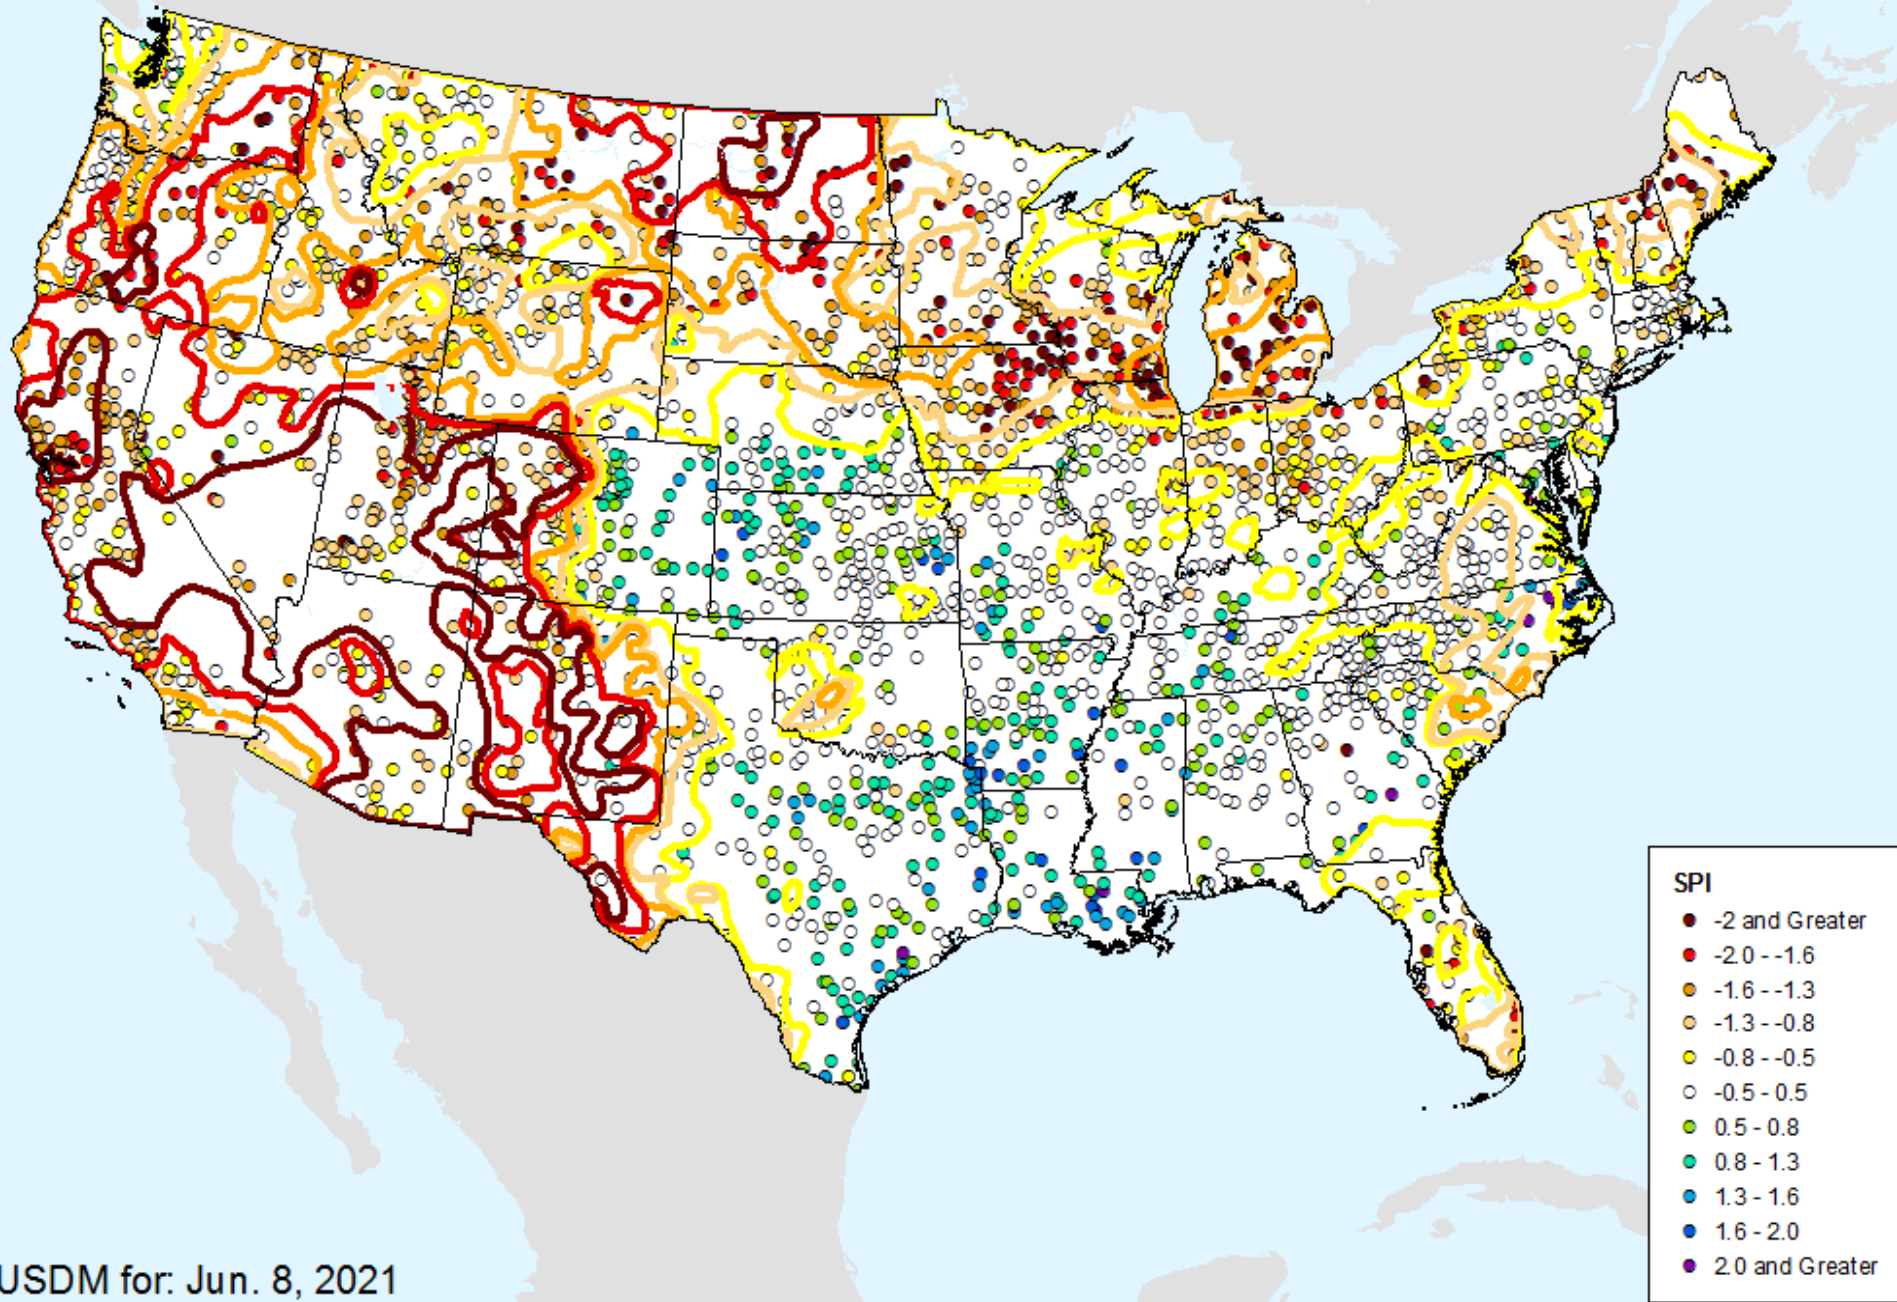 SPI
-2 and Greater
-2.0 - -1.6
-1.6 - -1.3
-1.3 - -0.8
-0.8 - -0.5
-0.5 - 0.5
0.5 - 0.8
0.8 - 1.3
1.3 - 1.6
1.6 - 2.0
2.0 and Greater
USDM for: Jun. 8, 2021